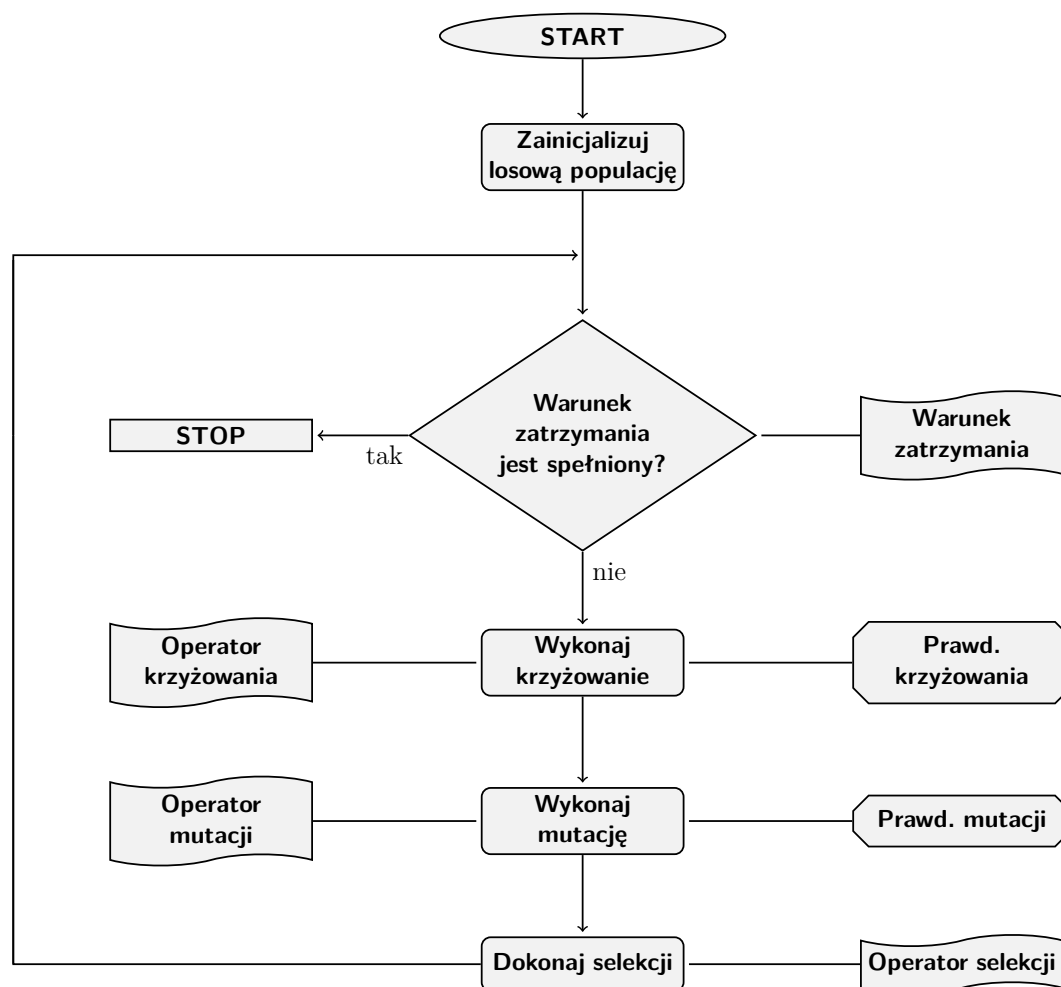 START
Zainicjalizuj
losową populację
Warunek
zatrzymania
jest spełniony?
STOP
tak
Warunek
zatrzymania
nie
Operator
krzyżowania
Wykonaj
krzyżowanie
Prawd.
krzyżowania
Operator
mutacji
Wykonaj
mutację
Prawd. mutacji
Dokonaj selekcji
Operator selekcji